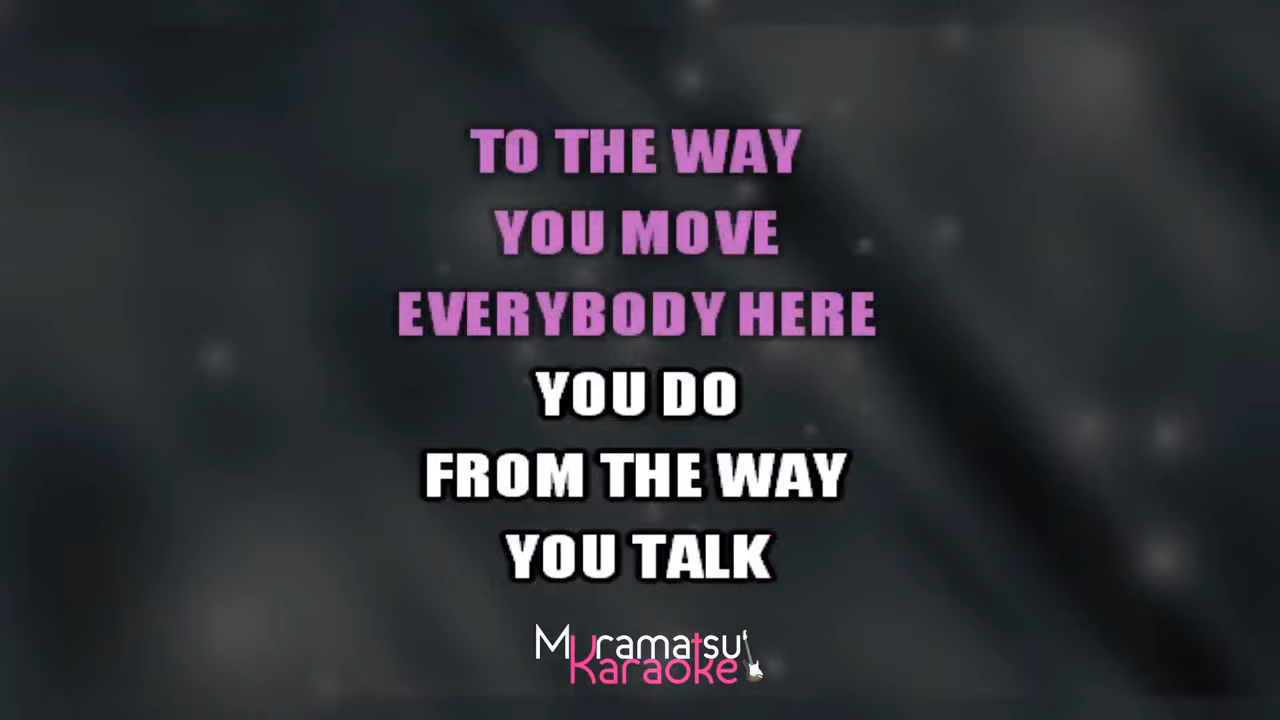 TO THE WAY
YOU MOVE
EVERYBODY HERE
YOU DO
FROM THE WAY
YOU TALK
Muramatsu
Karaoke